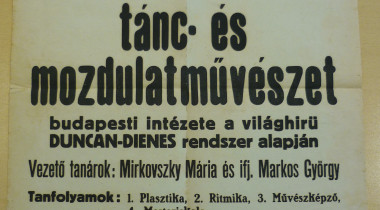 tánc- és
mozdulatművészet
budapesti intézete a világhirü
DUNCAN-DIENES rendszer alapján
Vezető tanárok: Mirkovszky Mária és ifj. Markos György
Tanfolyamok: 1. Plasztika, 2. Ritmika, 3. Művészképző,